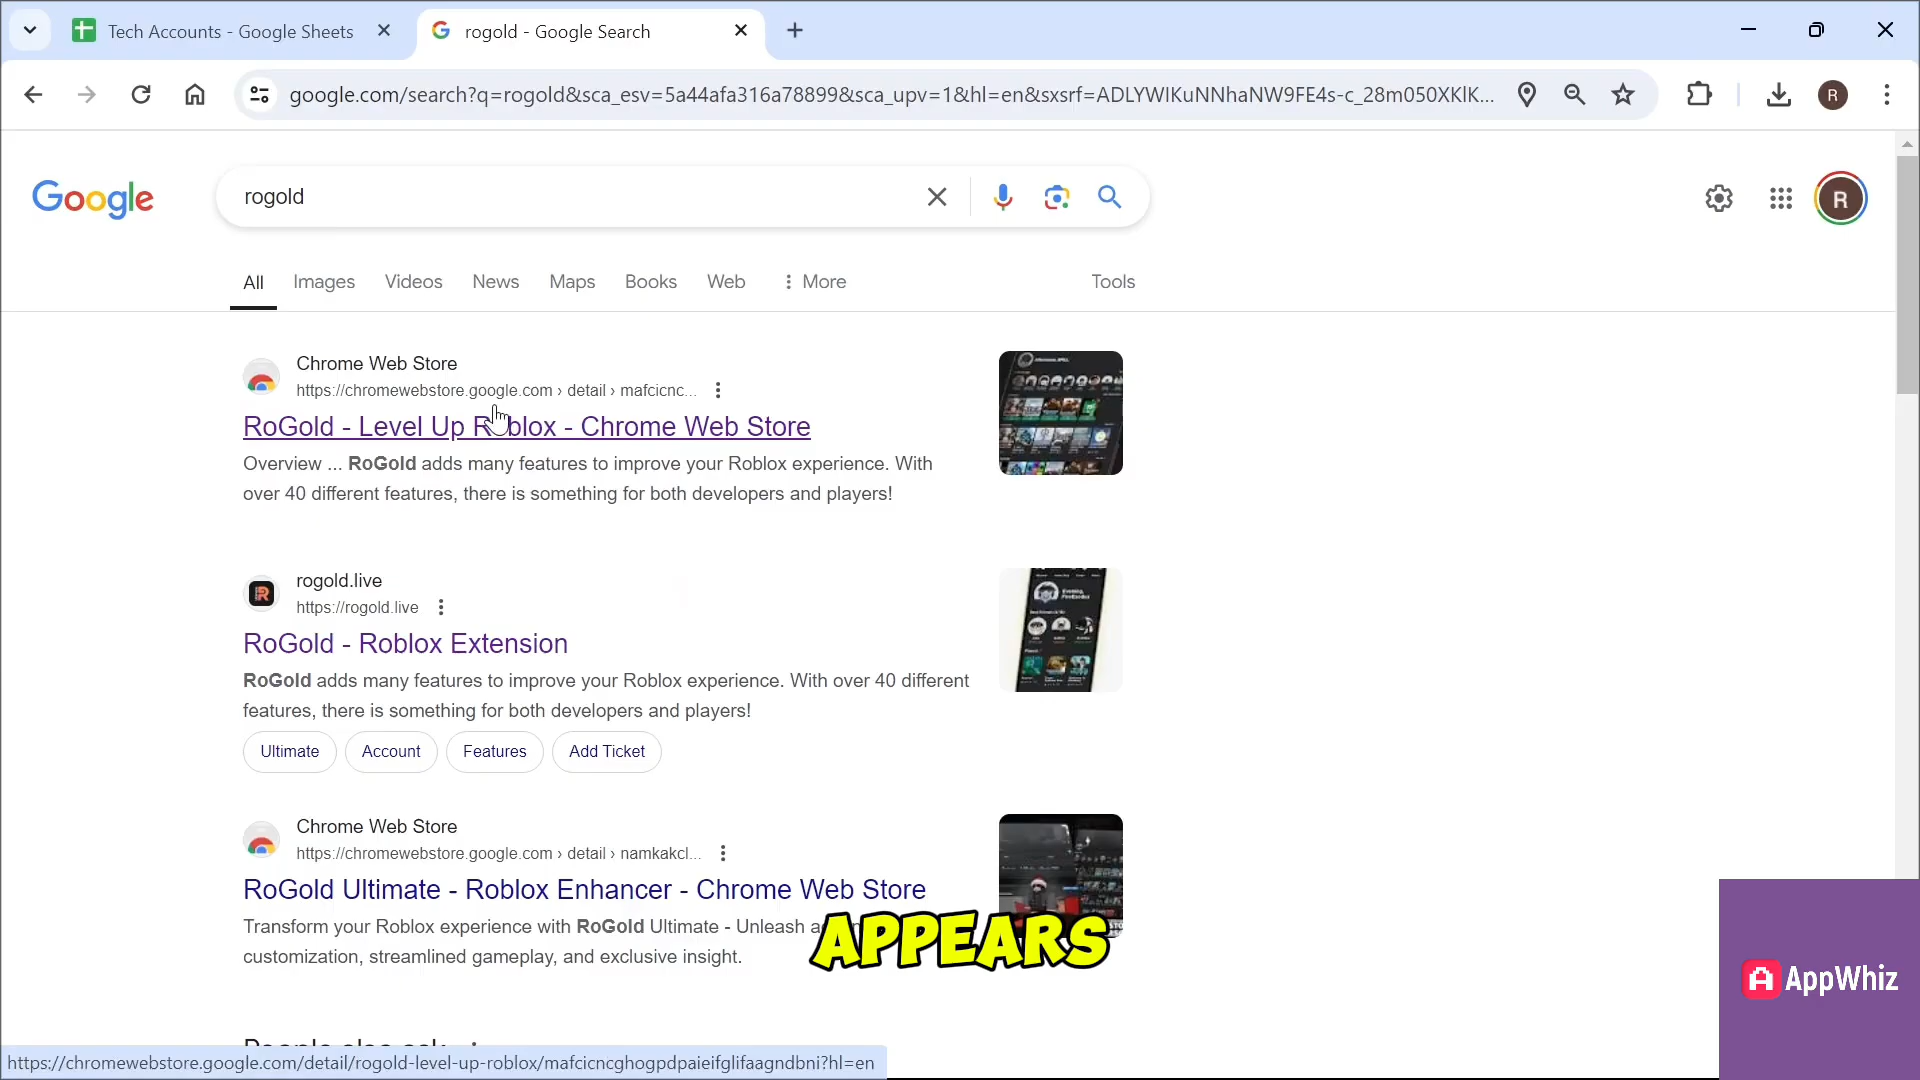 Tech Accounts - Google Sheets
rogold - Google Search
google.com/search?q=rogold&sca_esv=5a44afa316a78899&sca_upv=1&hl=en&sxsrf=ADLYWIKuNNhaNW9FE4s-c_28m050XKlK...
R
Google
rogold
R
All
Images
Videos
News
Maps
Books
Web
More
Tools
Chrome Web Store
https://chromewebstore.google.com › detail › mafcicnc...
RoGold - Level Up Roblox - Chrome Web Store
Overview ... RoGold adds many features to improve your Roblox experience. With
over 40 different features, there is something for both developers and players!
rogold.live
https://rogold.live
RoGold - Roblox Extension
RoGold adds many features to improve your Roblox experience. With over 40 different
features, there is something for both developers and players!
Ultimate
Account
Features
Add Ticket
Chrome Web Store
https://chromewebstore.google.com › detail › namkakcl...
RoGold Ultimate - Roblox Enhancer - Chrome Web Store
Transform your Roblox experience with RoGold Ultimate - Unleash
customization, streamlined gameplay, and exclusive insight.
APPEARS
AppWhiz
People also ask
https://chromewebstore.google.com/detail/rogold-level-up-roblox/mafcicncghogpdpaieifglifaagndbni?hl=en